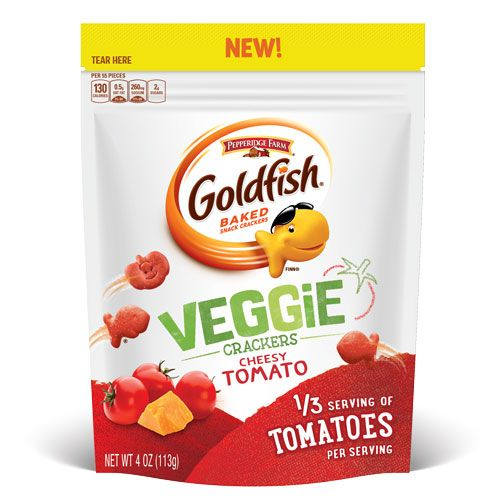 NEW!
TEAR HERE
PER 55 PIECES
130
CALORIES
0.5g
SAT FAT
260mg
SODIUM
2g
SUGARS
PEPPERIDGE FARM
Goldfish®
BAKED
SNACK CRACKERS
FINN®
VEGGiE
CRACKERS
CHEESY
TOMATO
1/3 SERVING OF
TOMATOES
PER SERVING
NET WT 4 OZ (113g)